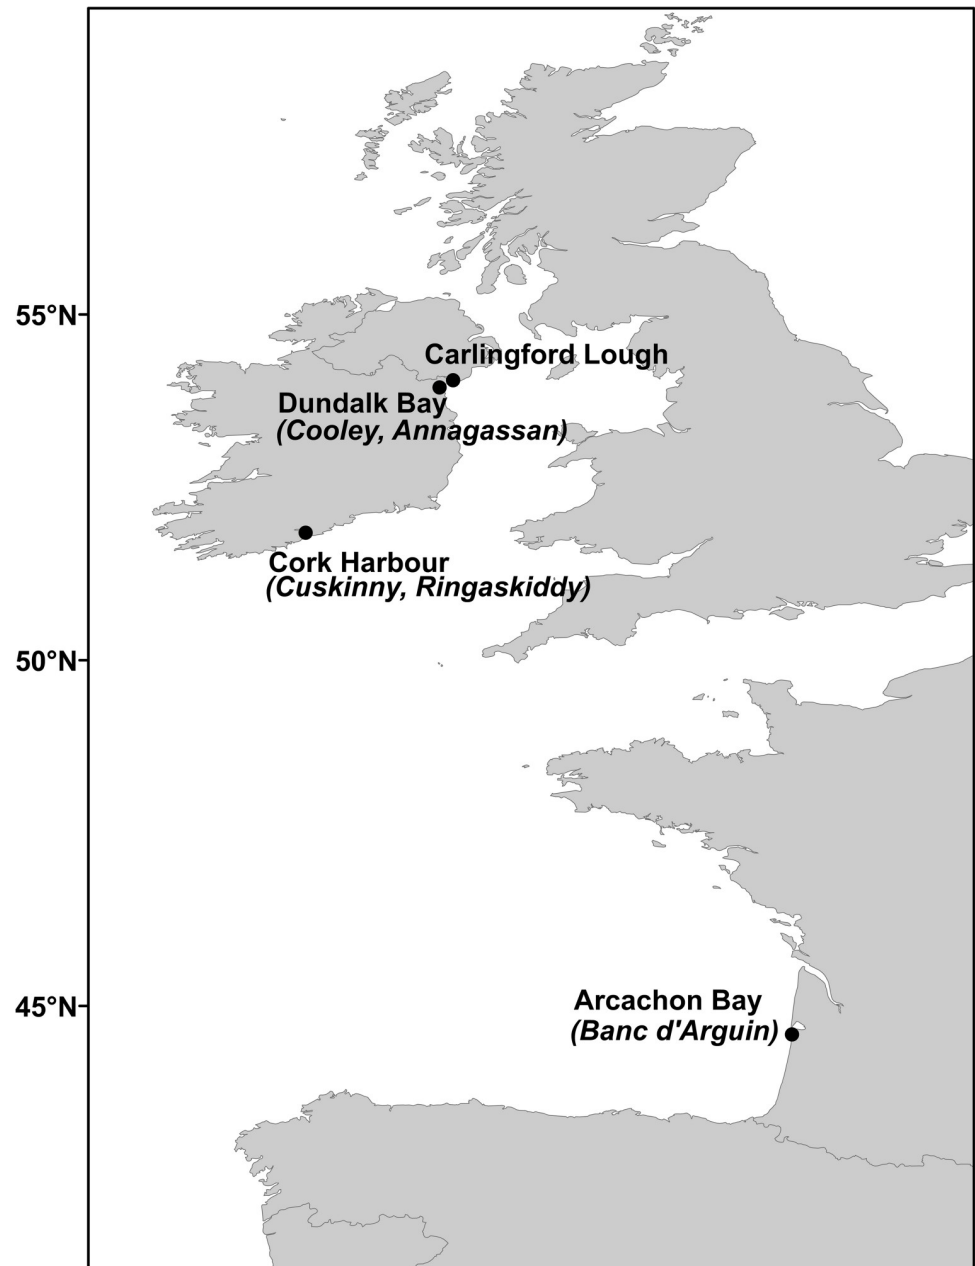 55°N
Carlingford Lough
Dundalk Bay
(Cooley, Annagassan)
Cork Harbour
(Cuskinny, Ringaskiddy)
50°N
45°N
Arcachon Bay
(Banc d'Arguin)